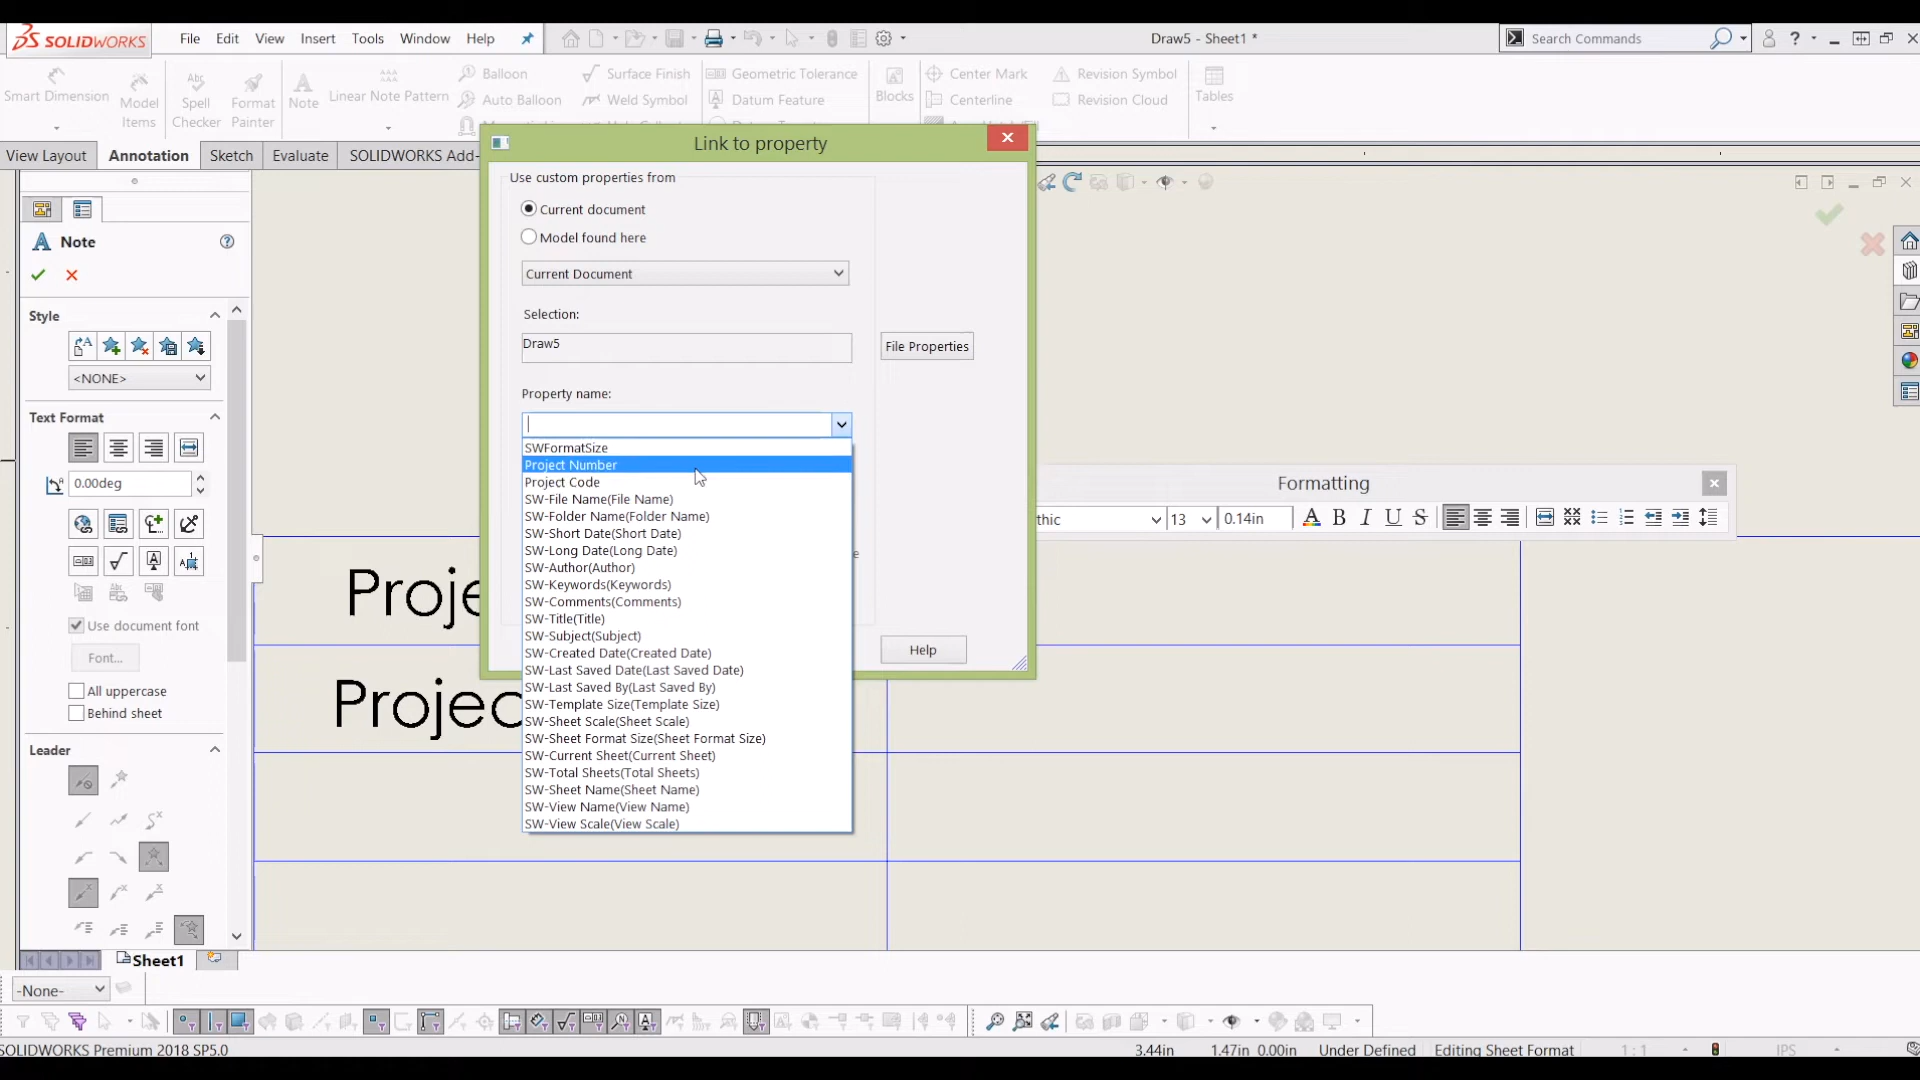 SOLIDWORKS File Edit View Insert Tools Window Help Draw5 - Sheet1 * Search Commands ?
Smart Dimension Model Items Spell Checker Format Painter Note Linear Note Pattern Balloon Surface Finish Geometric Tolerance Blocks Center Mark Revision Symbol Tables
Auto Balloon Weld Symbol Datum Feature Centerline Revision Cloud
View Layout Annotation Sketch Evaluate SOLIDWORKS Add-
Link to property
Use custom properties from
Current document
Model found here
Current Document
Selection:
Draw5
File Properties
Property name:
SWFormatSize
Project Number
Project Code
SW-File Name(File Name)
SW-Folder Name(Folder Name)
SW-Short Date(Short Date)
SW-Long Date(Long Date)
SW-Author(Author)
SW-Keywords(Keywords)
SW-Comments(Comments)
SW-Title(Title)
SW-Subject(Subject)
SW-Created Date(Created Date)
SW-Last Saved Date(Last Saved Date)
SW-Last Saved By(Last Saved By)
SW-Template Size(Template Size)
SW-Sheet Scale(Sheet Scale)
SW-Sheet Format Size(Sheet Format Size)
SW-Current Sheet(Current Sheet)
SW-Total Sheets(Total Sheets)
SW-Sheet Name(Sheet Name)
SW-View Name(View Name)
SW-View Scale(View Scale)
Help
Note
Style
<NONE>
Text Format
0.00deg
Use document font
Font...
All uppercase
Behind sheet
Leader
Formatting
thic 13 0.14in A B I U S
Proje
Projec
Sheet1
-None-
SOLIDWORKS Premium 2018 SP5.0 3.44in 1.47in 0.00in Under Defined Editing Sheet Format 1 : 1 IPS